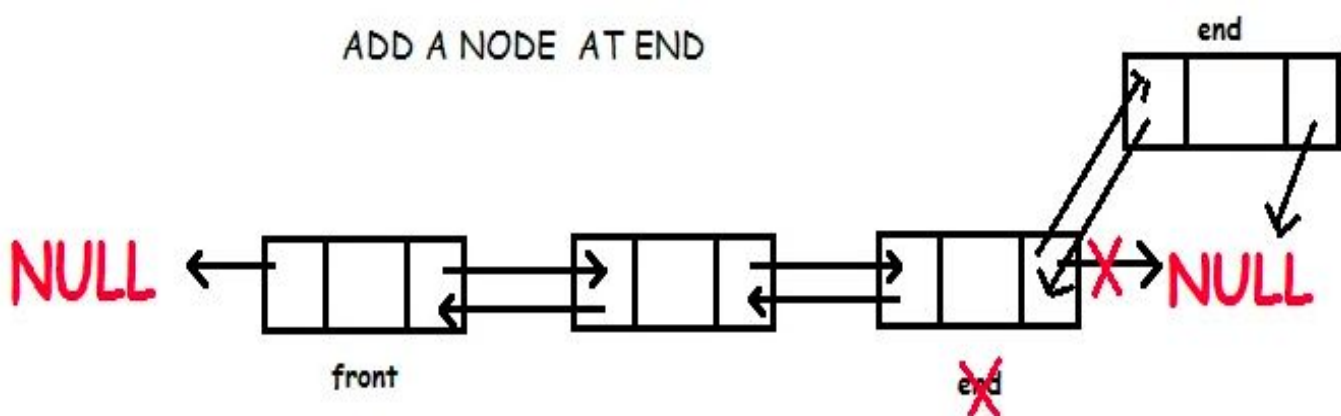 ADD A NODE AT END
end
NULL
NULL
front
end